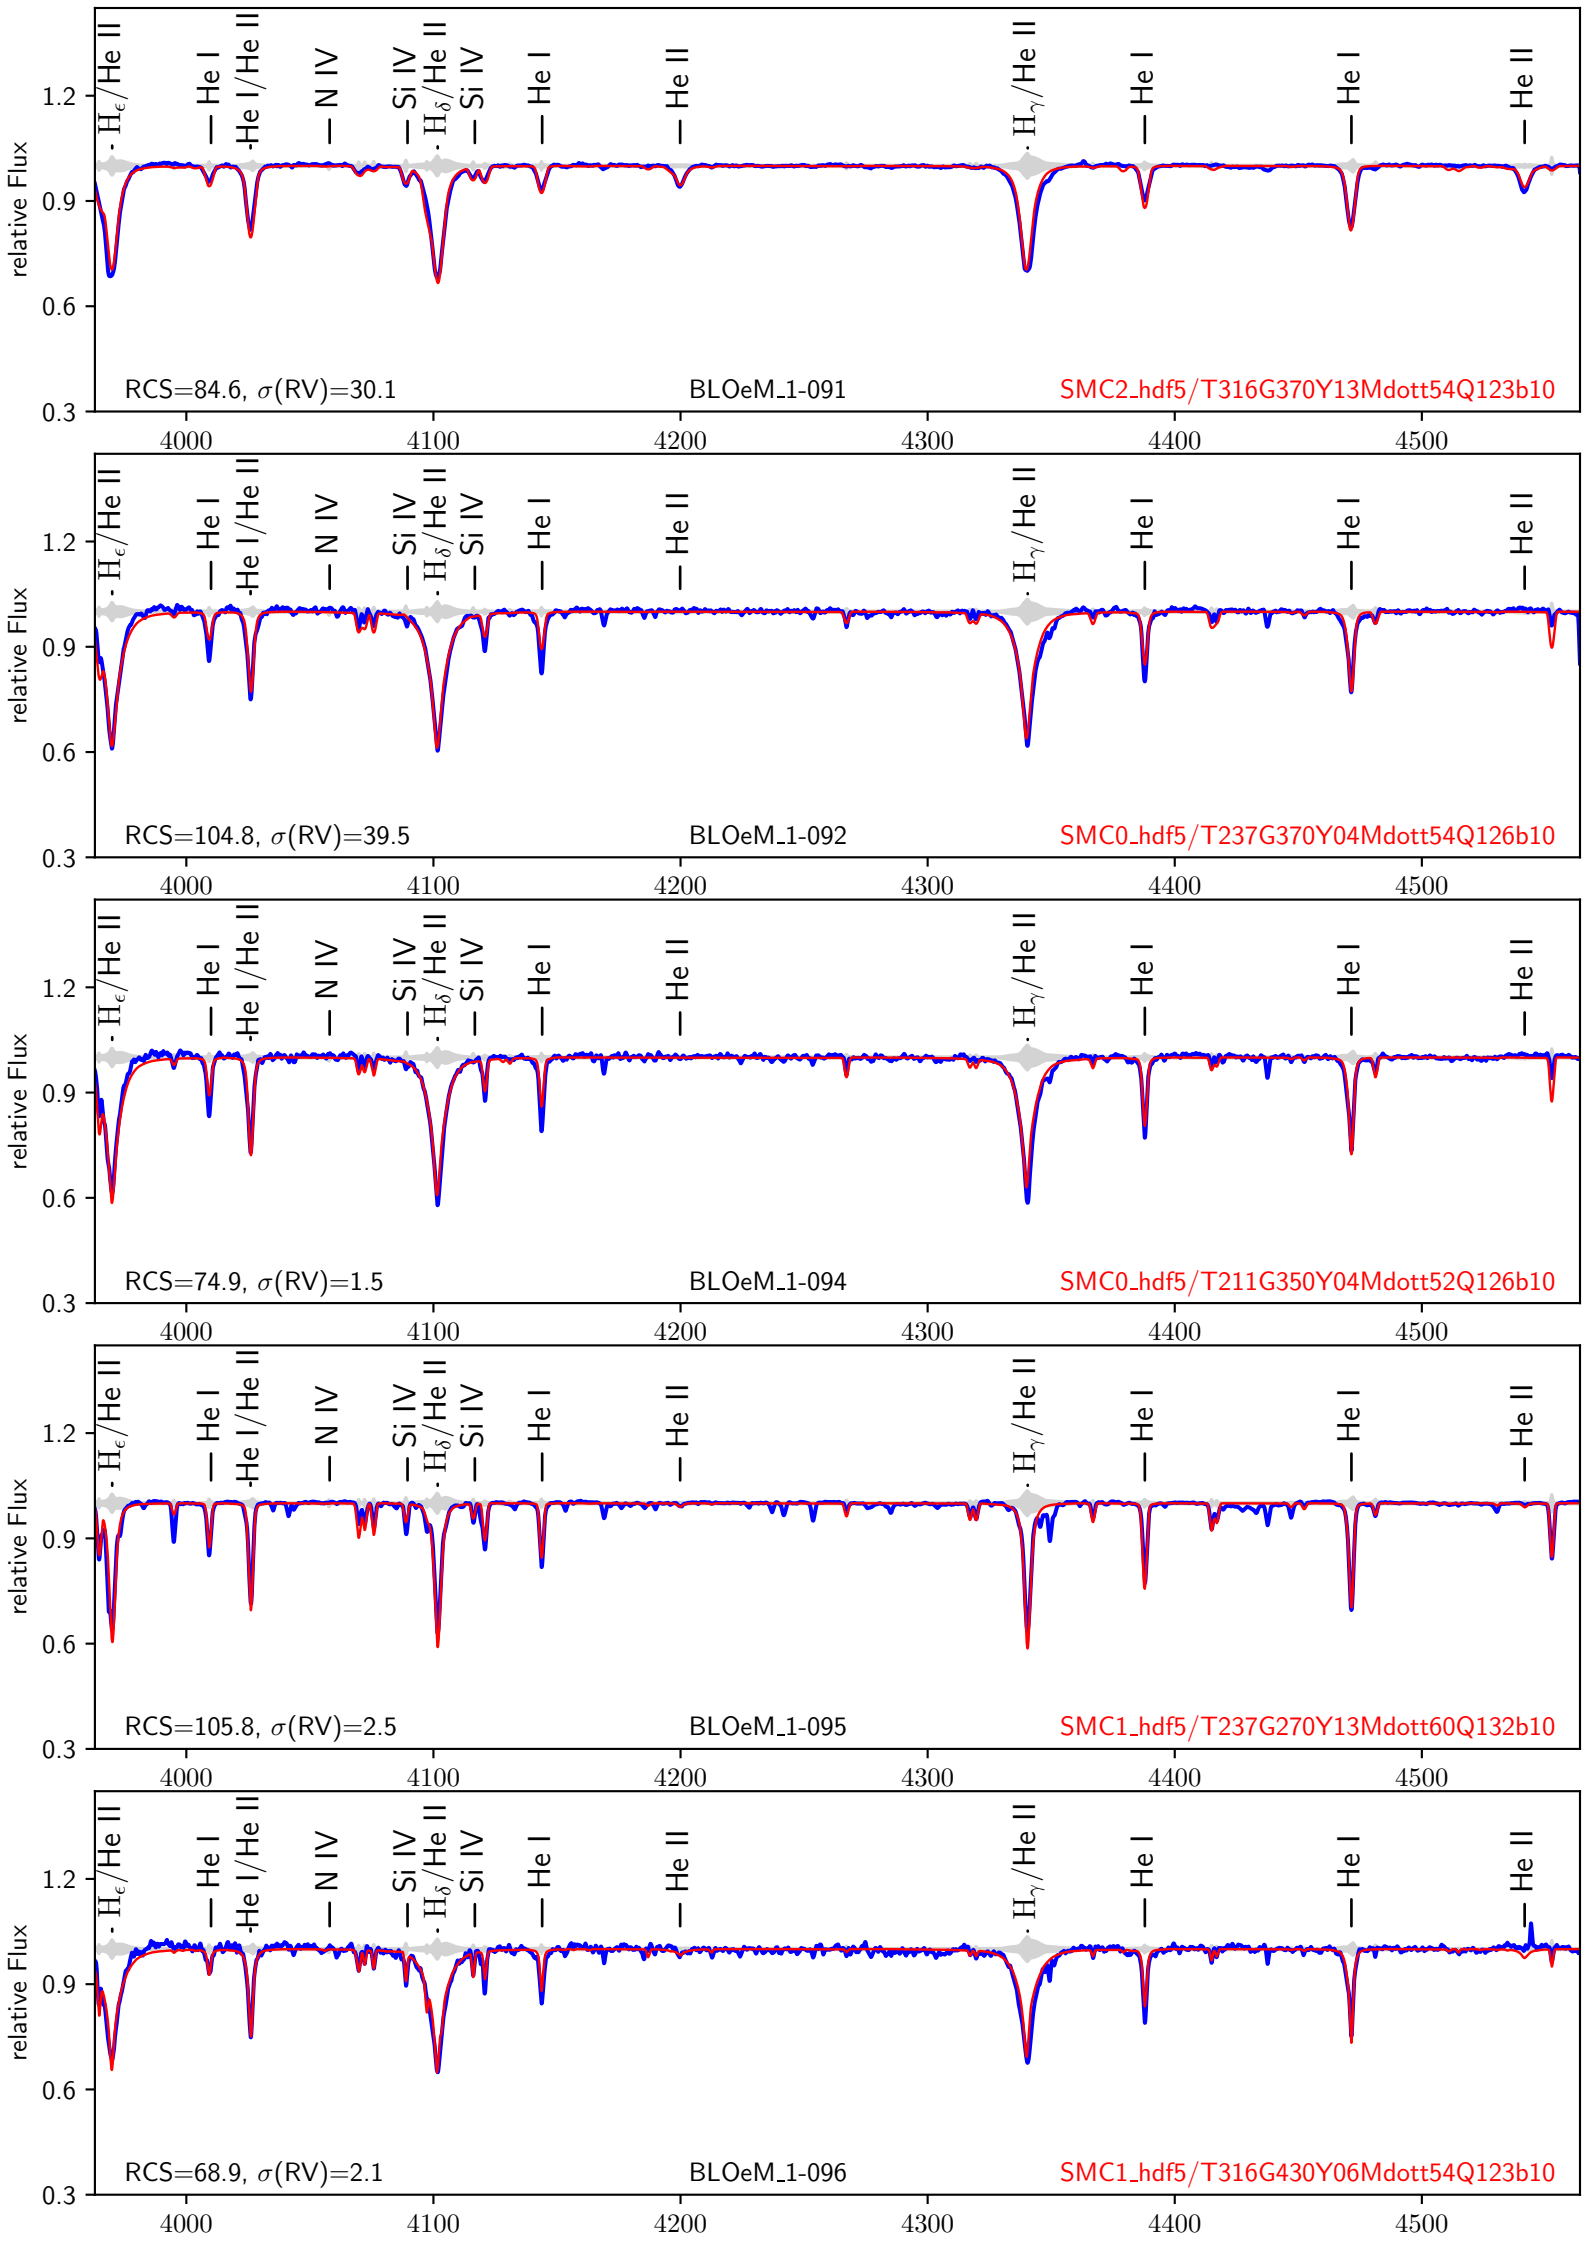 Hϵ/He II He I He I/He II N IV Si IV Hδ/He II Si IV He I He II Hγ/He II He I He I He II
relative Flux
1.2
0.9
0.6
0.3
RCS=84.6, σ(RV)=30.1 BLOeM_1-091 SMC2_hdf5/T316G370Y13Mdott54Q123b10
4000 4100 4200 4300 4400 4500
Hϵ/He II He I He I/He II N IV Si IV Hδ/He II Si IV He I He II Hγ/He II He I He I He II
relative Flux
1.2
0.9
0.6
0.3
RCS=104.8, σ(RV)=39.5 BLOeM_1-092 SMC0_hdf5/T237G370Y04Mdott54Q126b10
4000 4100 4200 4300 4400 4500
Hϵ/He II He I He I/He II N IV Si IV Hδ/He II Si IV He I He II Hγ/He II He I He I He II
relative Flux
1.2
0.9
0.6
0.3
RCS=74.9, σ(RV)=1.5 BLOeM_1-094 SMC0_hdf5/T211G350Y04Mdott52Q126b10
4000 4100 4200 4300 4400 4500
Hϵ/He II He I He I/He II N IV Si IV Hδ/He II Si IV He I He II Hγ/He II He I He I He II
relative Flux
1.2
0.9
0.6
0.3
RCS=105.8, σ(RV)=2.5 BLOeM_1-095 SMC1_hdf5/T237G270Y13Mdott60Q132b10
4000 4100 4200 4300 4400 4500
Hϵ/He II He I He I/He II N IV Si IV Hδ/He II Si IV He I He II Hγ/He II He I He I He II
relative Flux
1.2
0.9
0.6
0.3
RCS=68.9, σ(RV)=2.1 BLOeM_1-096 SMC1_hdf5/T316G430Y06Mdott54Q123b10
4000 4100 4200 4300 4400 4500